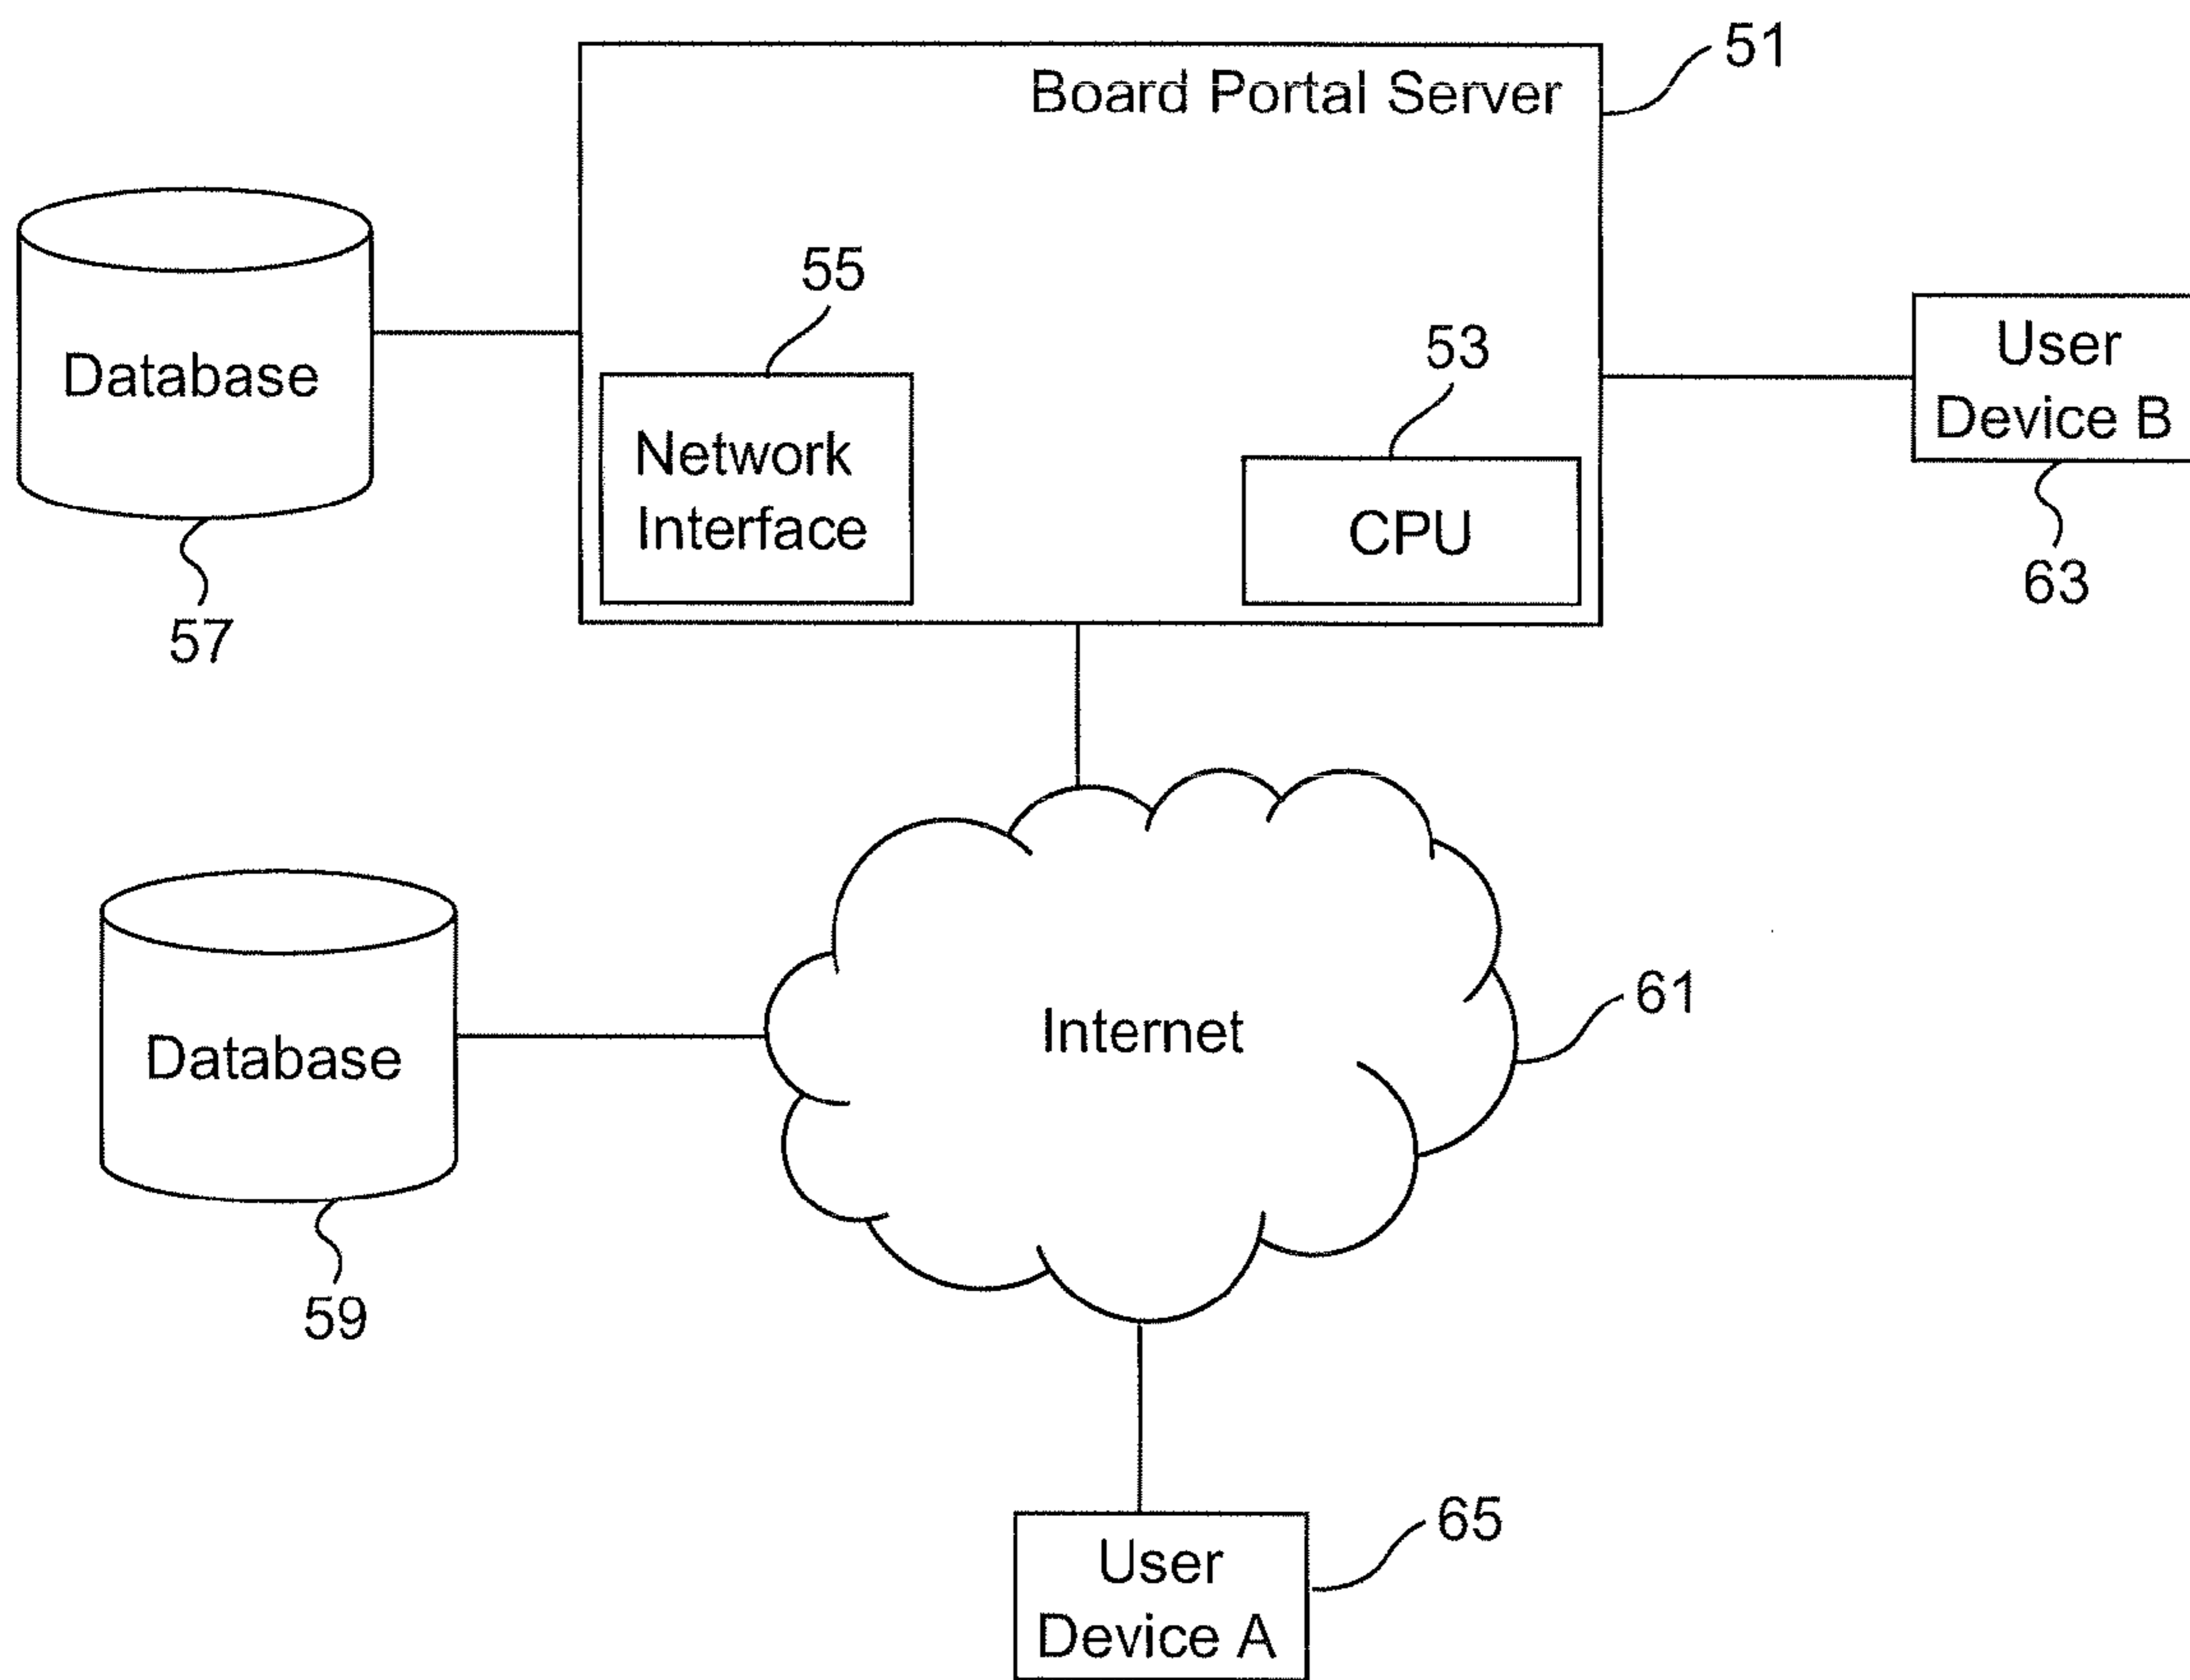 51
Board Portal Server
55
53
Database
Network
Interface
CPU
User
Device B
57
63
Internet
61
Database
59
65
User
Device A